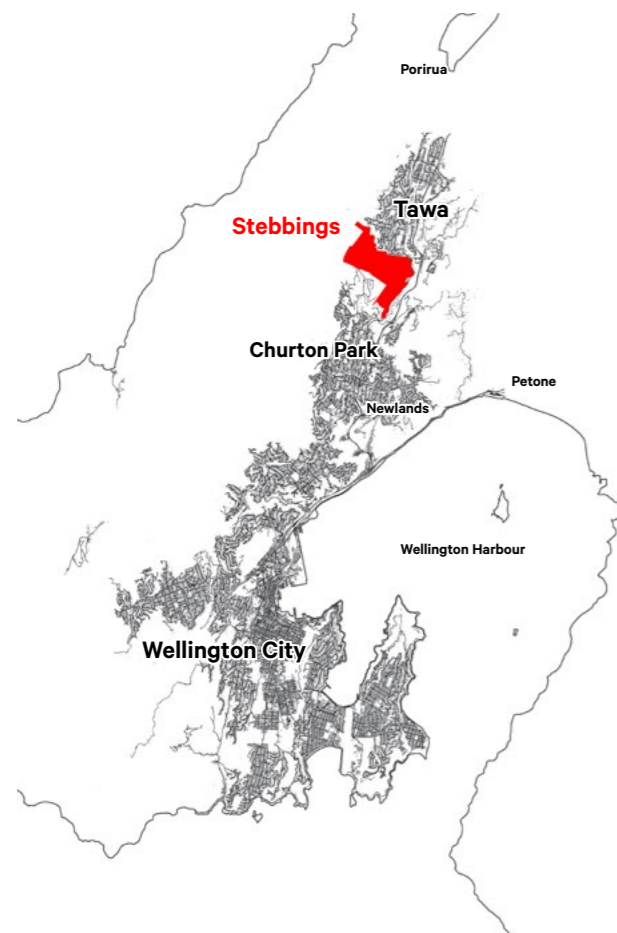 Porirua
Tawa
Stebbings
Churton Park
Petone
Newlands
Wellington Harbour
Wellington City